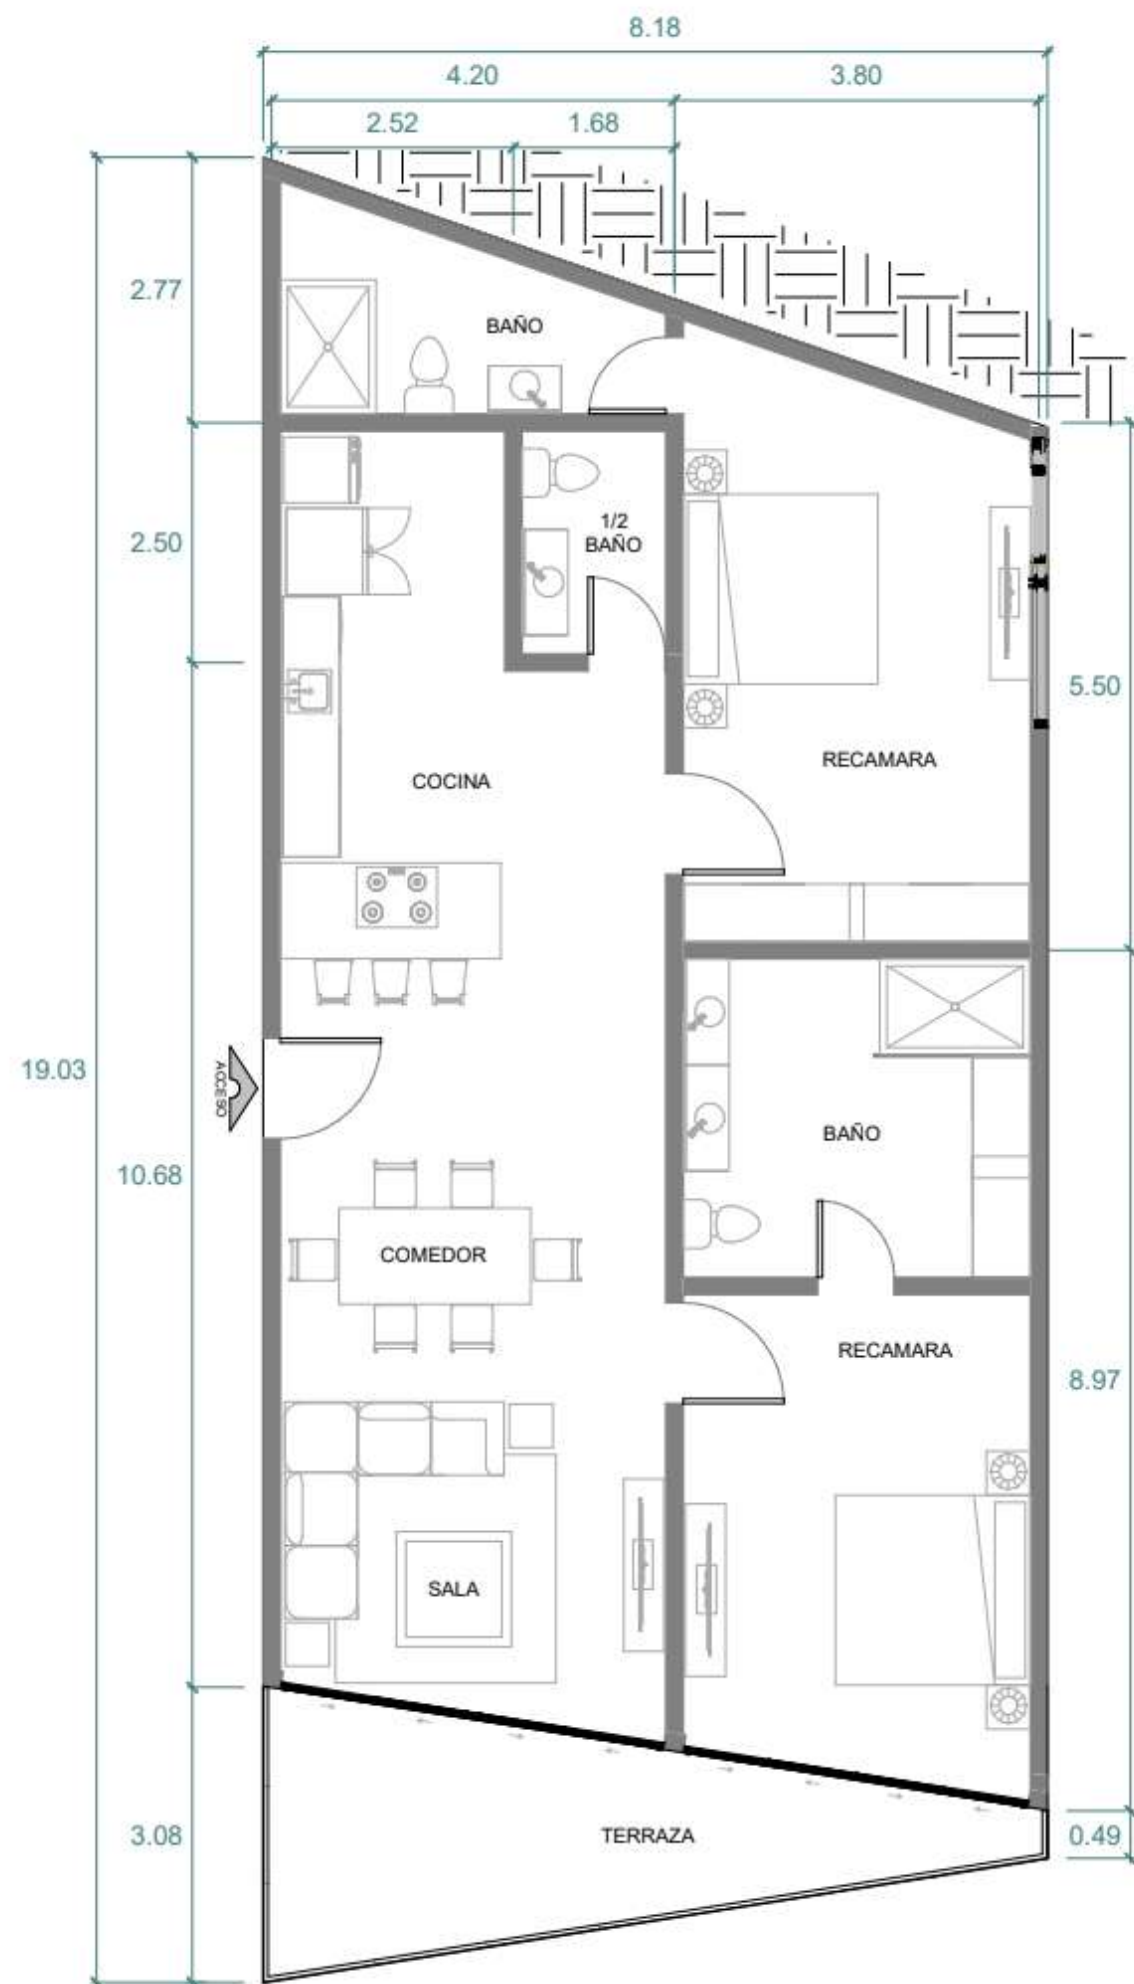 8.18
4.20
3.80
2.52
1.68
2.77
BAÑO
2.50
1/2
BAÑO
5.50
RECAMARA
COCINA
19.03
ACCESO
BAÑO
10.68
COMEDOR
RECAMARA
8.97
SALA
3.08
TERRAZA
0.49